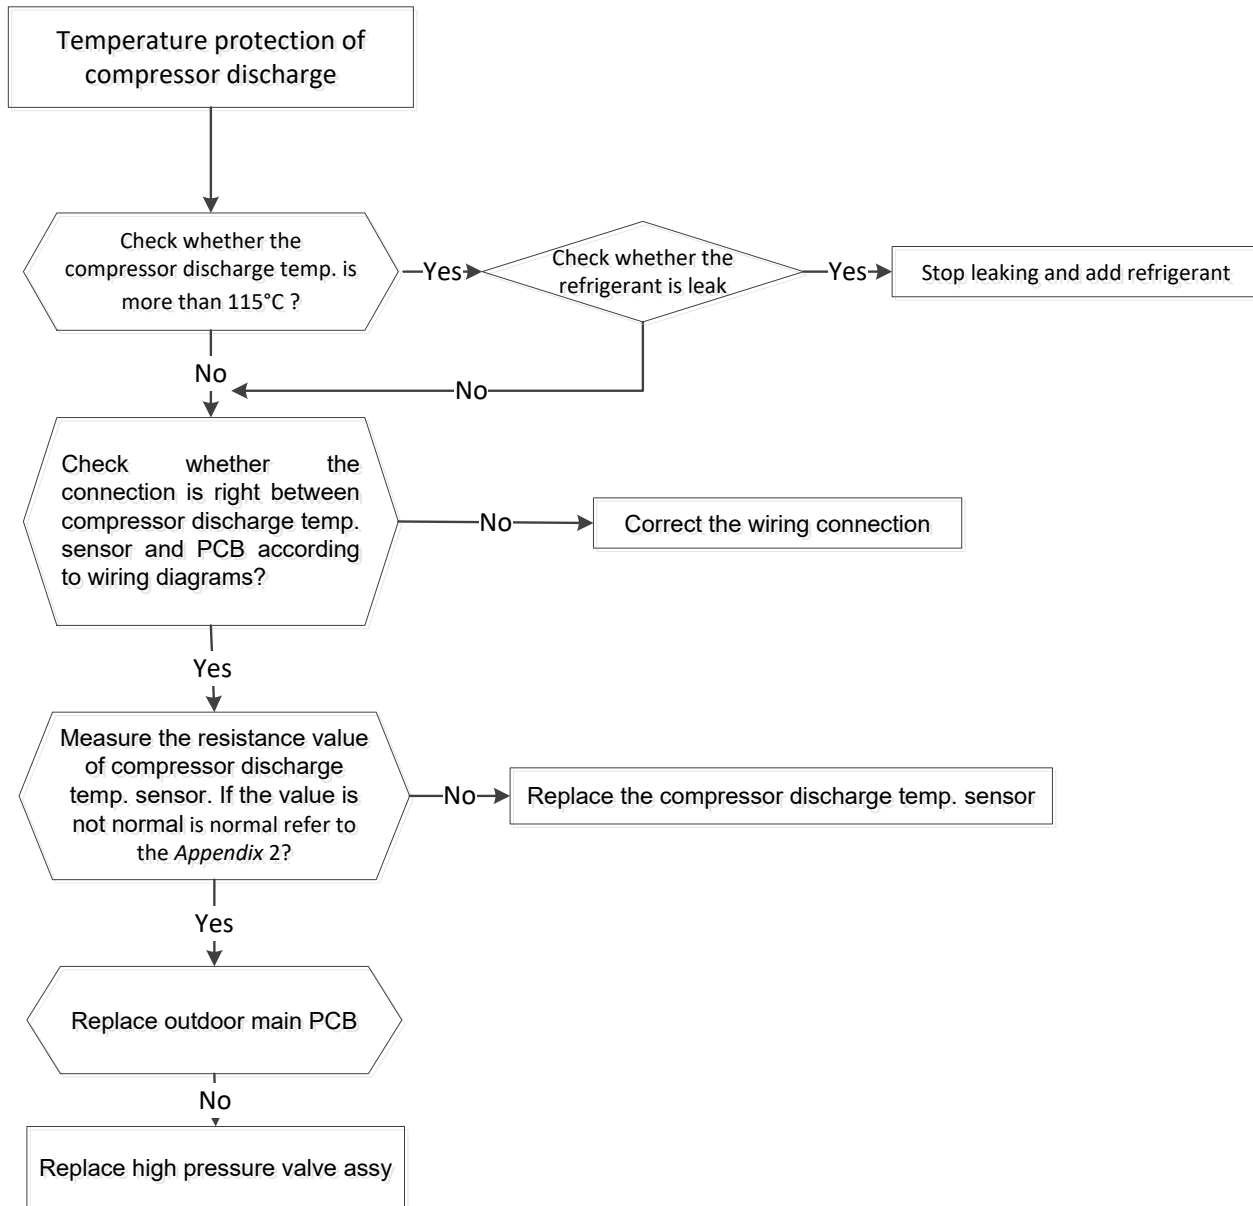 Temperature protection of
compressor discharge
Check whether the
compressor discharge temp. is
more than 115°C ?
Yes
Check whether the
refrigerant is leak
Yes
Stop leaking and add refrigerant
No
No
Check whether the
connection is right between
compressor discharge temp.
sensor and PCB according
to wiring diagrams?
No
Correct the wiring connection
Yes
Measure the resistance value
of compressor discharge
temp. sensor. If the value is
not normal is normal refer to
the Appendix 2?
No
Replace the compressor discharge temp. sensor
Yes
Replace outdoor main PCB
No
Replace high pressure valve assy